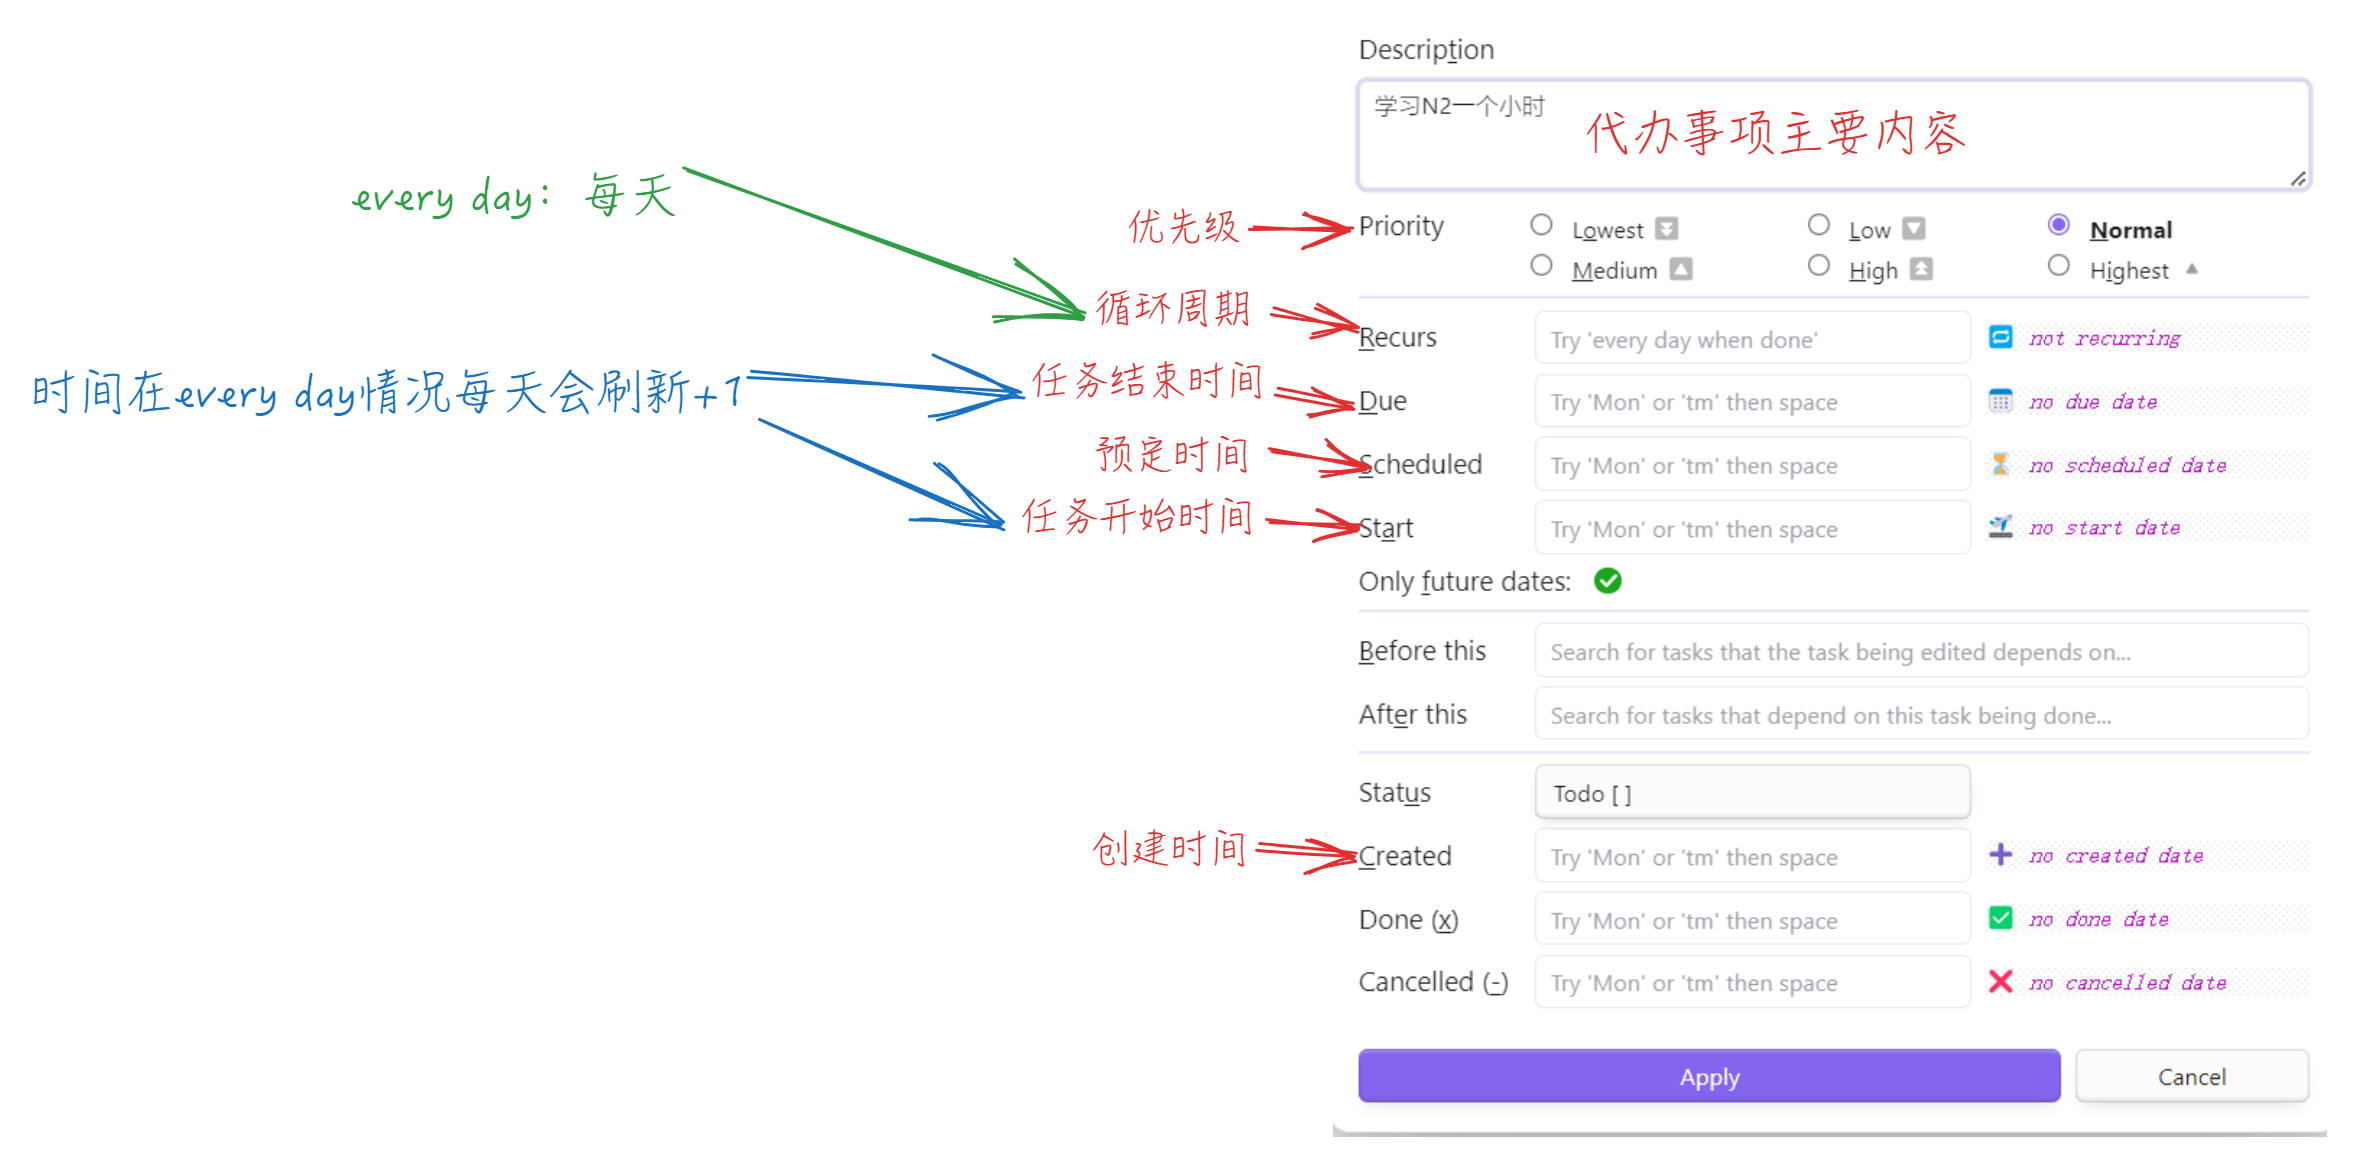 Description
学习N2一个小时
代办事项主要内容
every day：每天
优先级
Priority
Lowest
Low
Normal
Medium
High
Highest
循环周期
Recurs
Try 'every day when done'
not recurring
时间在every day情况每天会刷新+1
任务结束时间
Due
Try 'Mon' or 'tm' then space
no due date
预定时间
Scheduled
Try 'Mon' or 'tm' then space
no scheduled date
任务开始时间
Start
Try 'Mon' or 'tm' then space
no start date
Only future dates:
Before this
Search for tasks that the task being edited depends on...
After this
Search for tasks that depend on this task being done...
Status
Todo [ ]
创建时间
Created
Try 'Mon' or 'tm' then space
no created date
Done (x)
Try 'Mon' or 'tm' then space
no done date
Cancelled (-)
Try 'Mon' or 'tm' then space
no cancelled date
Apply
Cancel